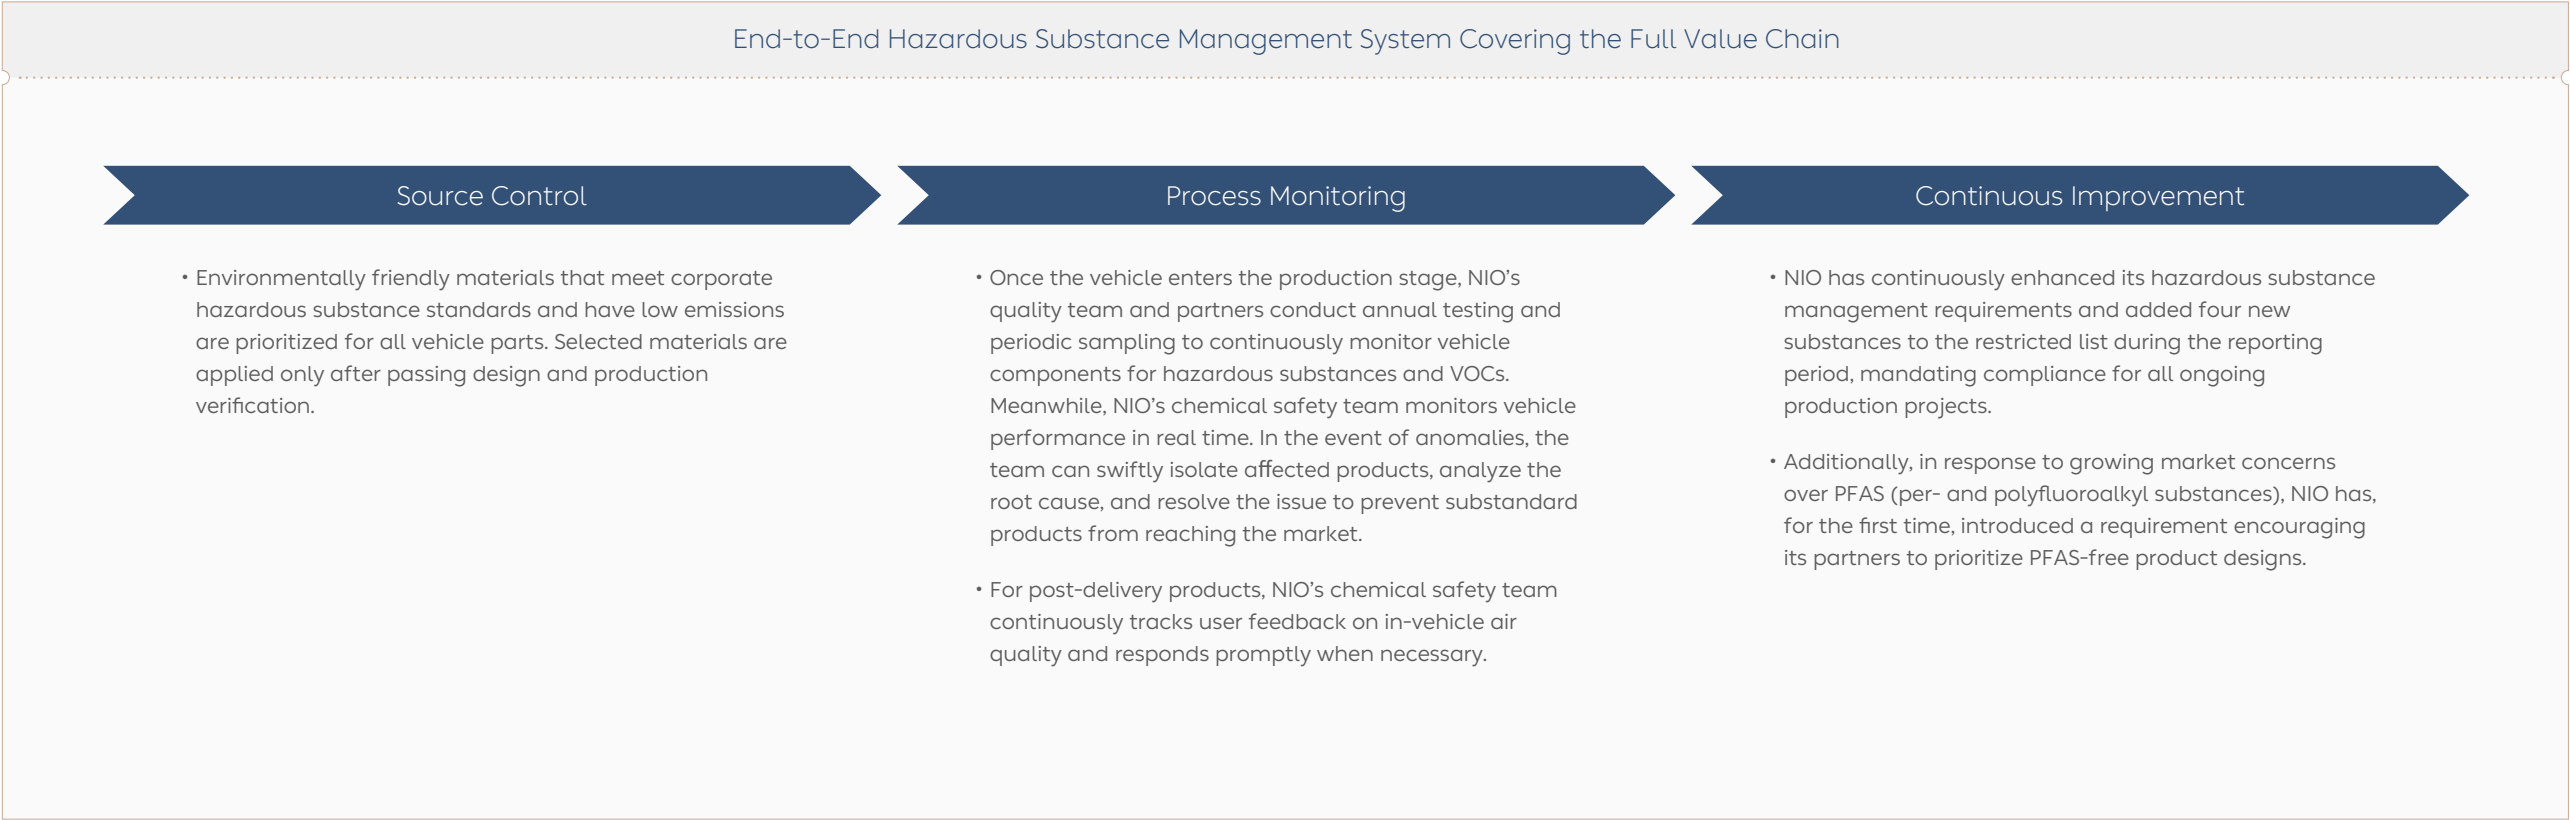 End-to-End Hazardous Substance Management System Covering the Full Value Chain
Source Control
• Environmentally friendly materials that meet corporate
hazardous substance standards and have low emissions
are prioritized for all vehicle parts. Selected materials are
applied only after passing design and production
verification.
Process Monitoring
• Once the vehicle enters the production stage, NIO’s
quality team and partners conduct annual testing and
periodic sampling to continuously monitor vehicle
components for hazardous substances and VOCs.
Meanwhile, NIO’s chemical safety team monitors vehicle
performance in real time. In the event of anomalies, the
team can swiftly isolate affected products, analyze the
root cause, and resolve the issue to prevent substandard
products from reaching the market.
• For post-delivery products, NIO’s chemical safety team
continuously tracks user feedback on in-vehicle air
quality and responds promptly when necessary.
Continuous Improvement
• NIO has continuously enhanced its hazardous substance
management requirements and added four new
substances to the restricted list during the reporting
period, mandating compliance for all ongoing
production projects.
• Additionally, in response to growing market concerns
over PFAS (per- and polyfluoroalkyl substances), NIO has,
for the first time, introduced a requirement encouraging
its partners to prioritize PFAS-free product designs.